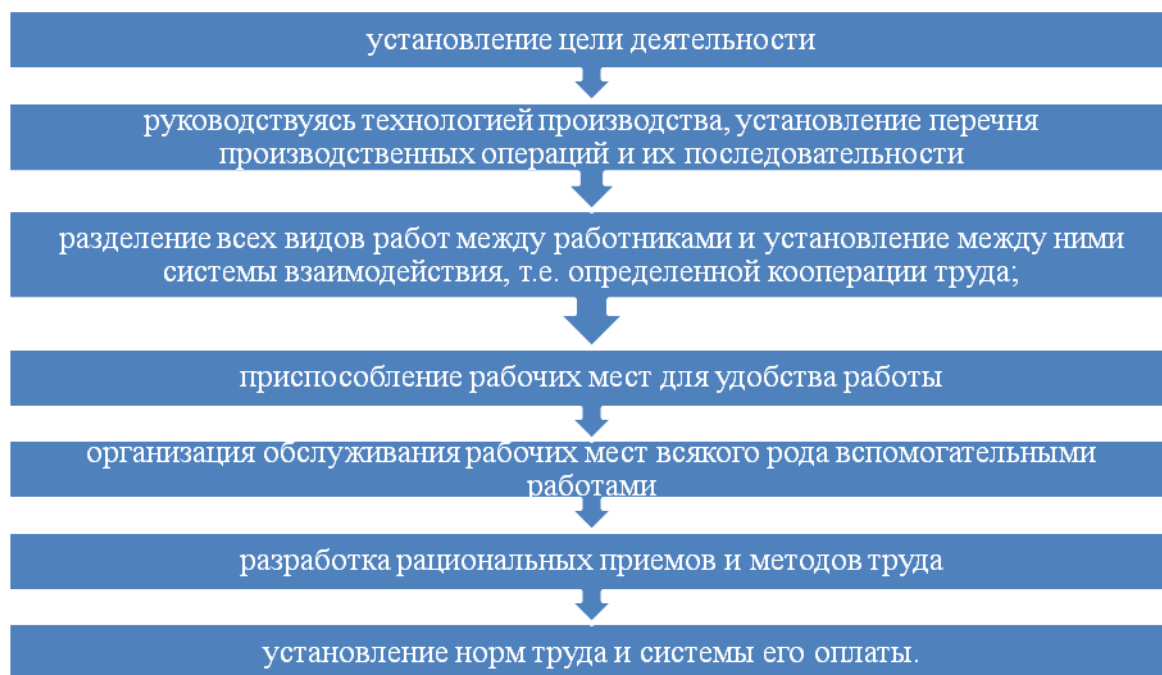 установление цели деятельности
руководствуясь технологией производства, установление перечня
производственных операций и их последовательности
разделение всех видов работ между работниками и установление между ними
системы взаимодействия, т.е. определенной кооперации труда;
приспособление рабочих мест для удобства работы
организация обслуживания рабочих мест всякого рода вспомогательными
работами
разработка рациональных приемов и методов труда
установление норм труда и системы его оплаты.